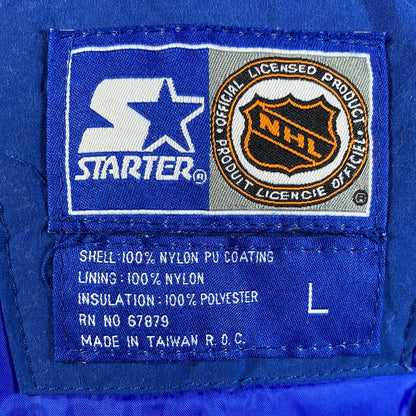 STARTER®
OFFICIAL LICENSED PRODUCT
NHL
PRODUIT LICENCIE OFFICIEL
®
SHELL:100% NYLON PU COATING
LINING:100% NYLON
INSULATION:100% POLYESTER
RN NO 67879
MADE IN TAIWAN R.O.C.
L